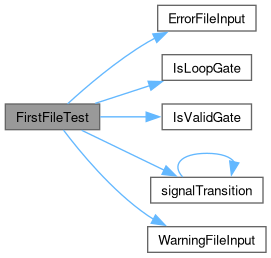 ErrorFileInput
IsLoopGate
FirstFileTest
IsValidGate
signalTransition
WarningFileInput